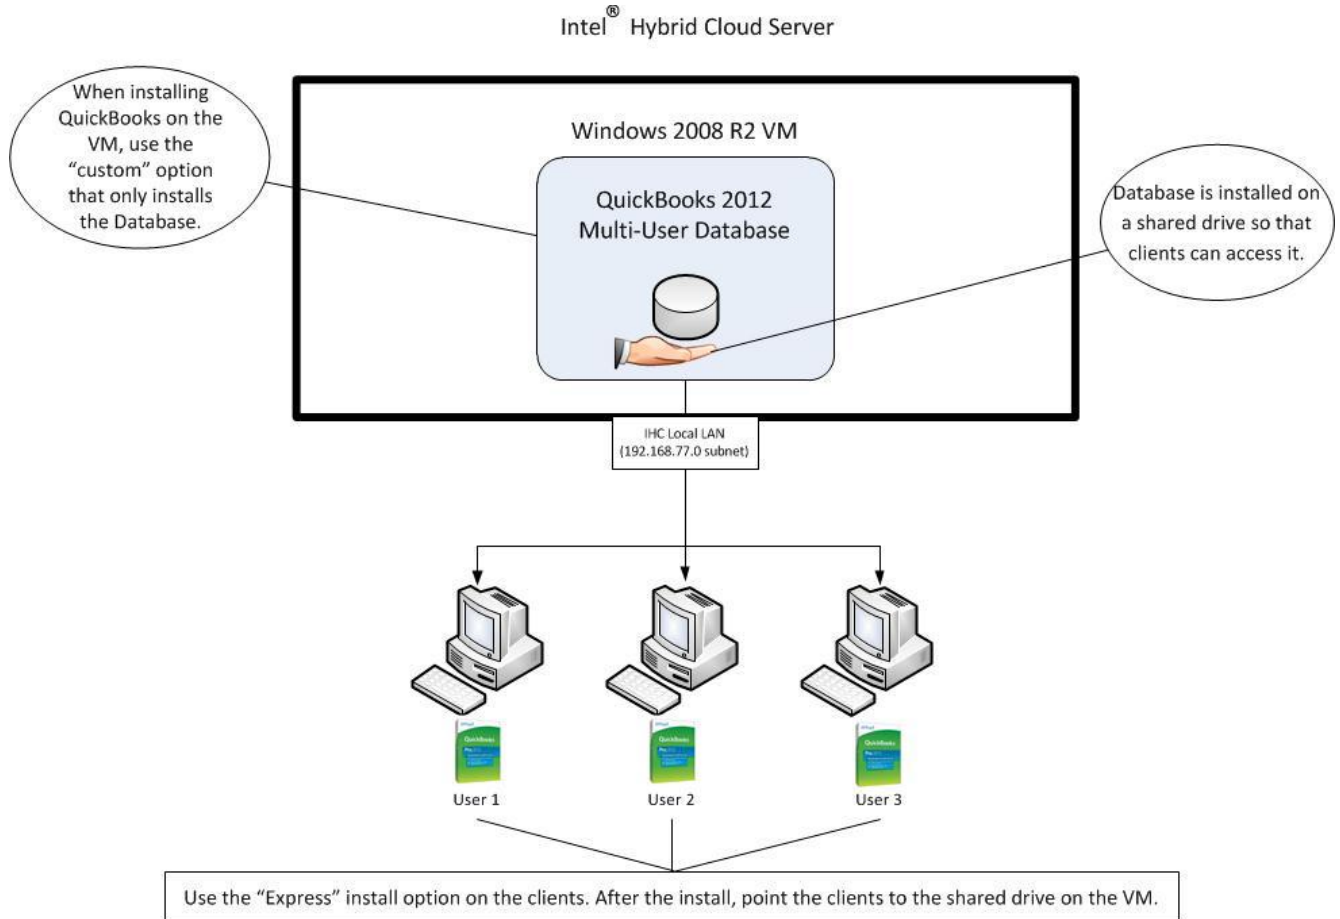 Intel® Hybrid Cloud Server
When installing
QuickBooks on the
VM, use the
“custom” option
that only installs
the Database.
Windows 2008 R2 VM
QuickBooks 2012
Multi-User Database
Database is installed on
a shared drive so that
clients can access it.
IHC Local LAN
(192.168.77.0 subnet)
QuickBooks
QuickBooks
QuickBooks
User 1
User 2
User 3
Use the “Express” install option on the clients. After the install, point the clients to the shared drive on the VM.